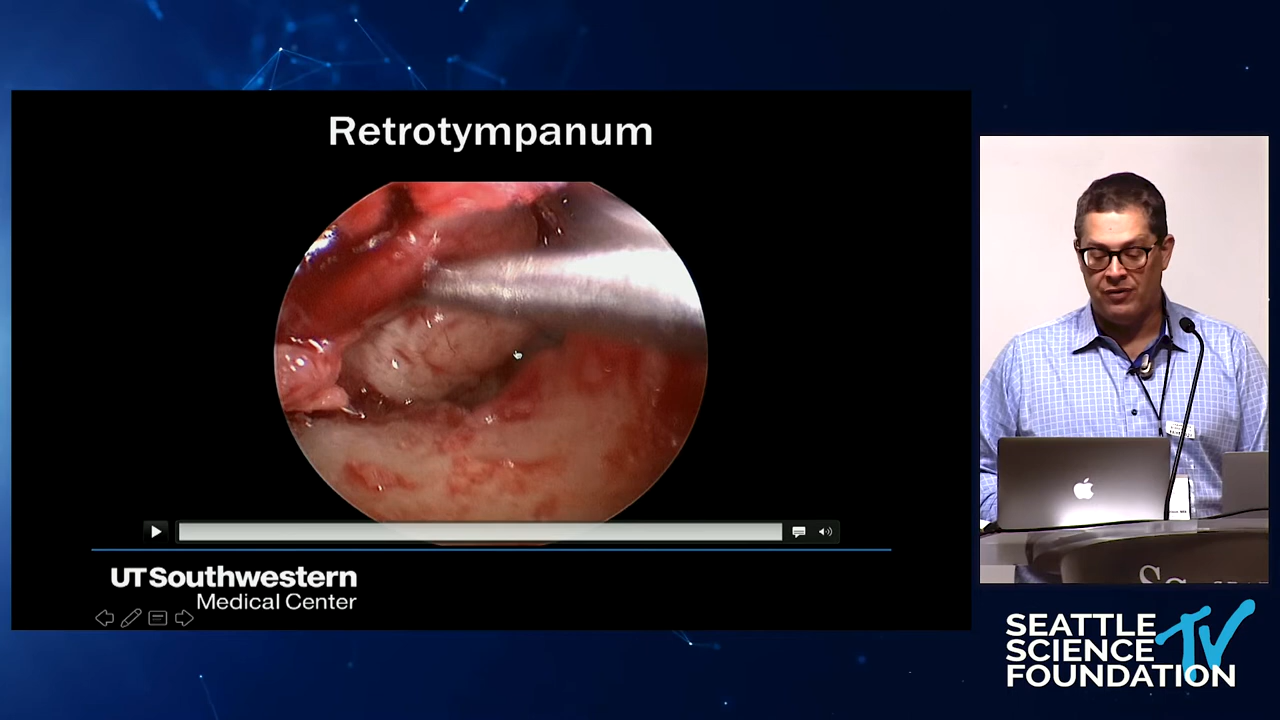 Retrotympanum
UTSouthwestern
Medical Center
SEATTLE
SCIENCE TV
FOUNDATION